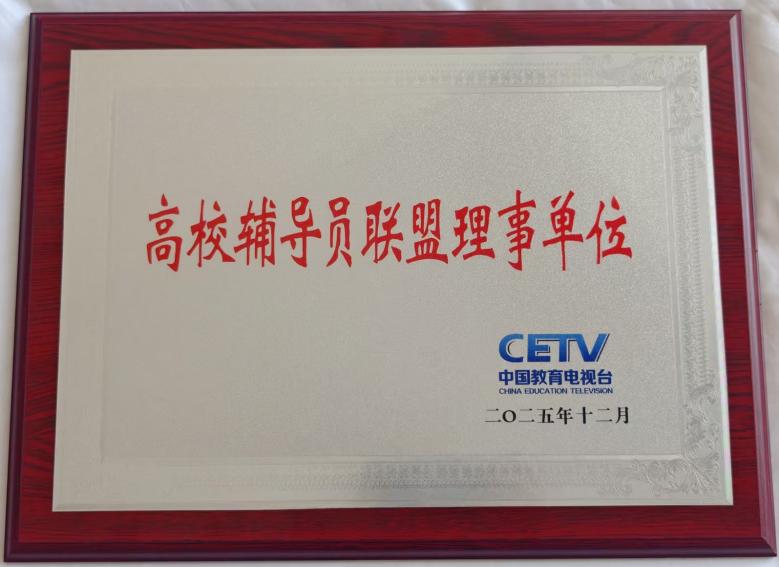 高校辅导员联盟理事单位
CETV
中国教育电视台
CHINA EDUCATION TELEVISION
二〇二五年十二月